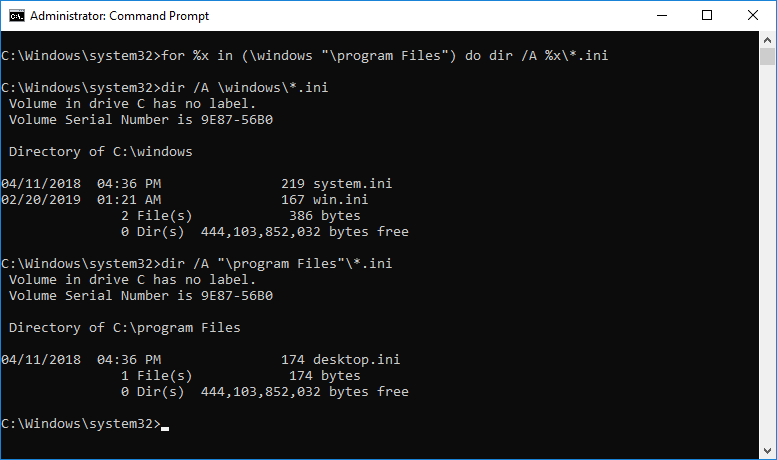 Administrator: Command Prompt
C:\Windows\system32>for %x in (\windows "\program Files") do dir /A %x\*.ini
C:\Windows\system32>dir /A \windows\*.ini
Volume in drive C has no label.
Volume Serial Number is 9E87-56B0
Directory of C:\windows
04/11/2018  04:36 PM               219 system.ini
02/20/2019  01:21 AM               167 win.ini
2 File(s)            386 bytes
0 Dir(s)  444,103,852,032 bytes free
C:\Windows\system32>dir /A "\program Files"\*.ini
Volume in drive C has no label.
Volume Serial Number is 9E87-56B0
Directory of C:\program Files
04/11/2018  04:36 PM               174 desktop.ini
1 File(s)            174 bytes
0 Dir(s)  444,103,852,032 bytes free
C:\Windows\system32>